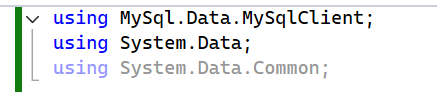 using MySql.Data.MySqlClient;
using System.Data;
using System.Data.Common;